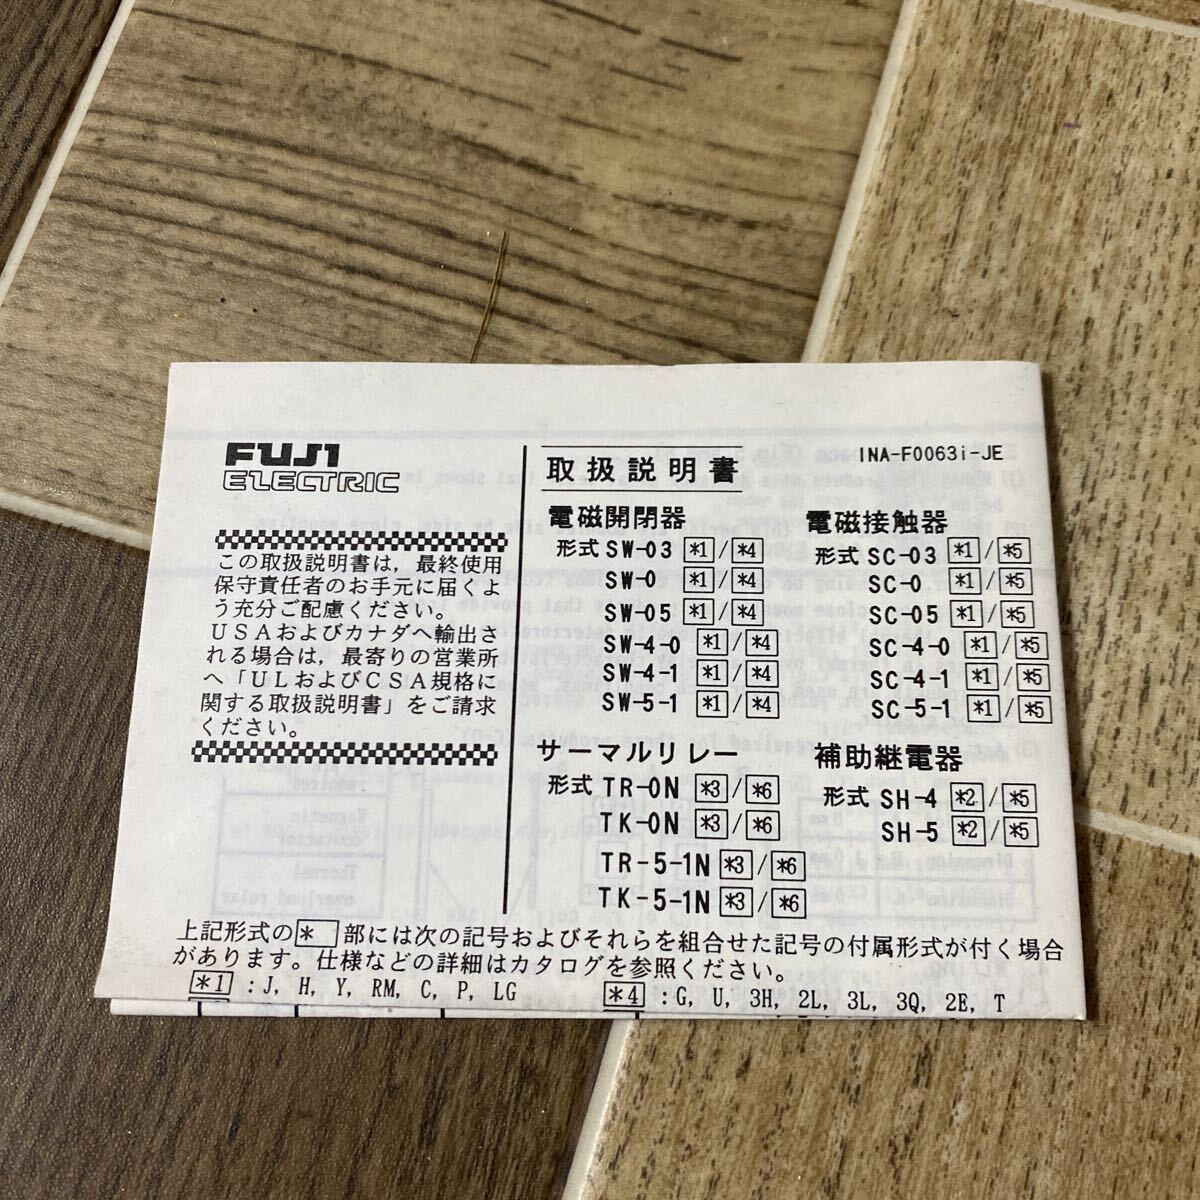 FUJI
ELECTRIC
取扱説明書
INA-F0063i-JE
この取扱説明書は，最終使用
保守責任者のお手元に届くよ
う充分ご配慮ください。
USAおよびカナダへ輸出さ
れる場合は，最寄りの営業所
へ「ULおよびCSA規格に
関する取扱説明書」をご請求
ください。
電磁開閉器
形式 SW-03 *1/*4
SW-0 *1/*4
SW-05 *1/*4
SW-4-0 *1/*4
SW-4-1 *1/*4
SW-5-1 *1/*4
電磁接触器
形式 SC-03 *1/*5
SC-0 *1/*5
SC-05 *1/*5
SC-4-0 *1/*5
SC-4-1 *1/*5
SC-5-1 *1/*5
サーマルリレー
形式 TR-0N *3/*6
TK-0N *3/*6
TR-5-1N *3/*6
TK-5-1N *3/*6
補助継電器
形式 SH-4 *2/*5
SH-5 *2/*5
上記形式の* 部には次の記号およびそれらを組合せた記号の付属形式が付く場合
があります。仕様などの詳細はカタログを参照ください。
*1 : J, H, Y, RM, C, P, LG
*4 : G, U, 3H, 2L, 3L, 3Q, 2E, T